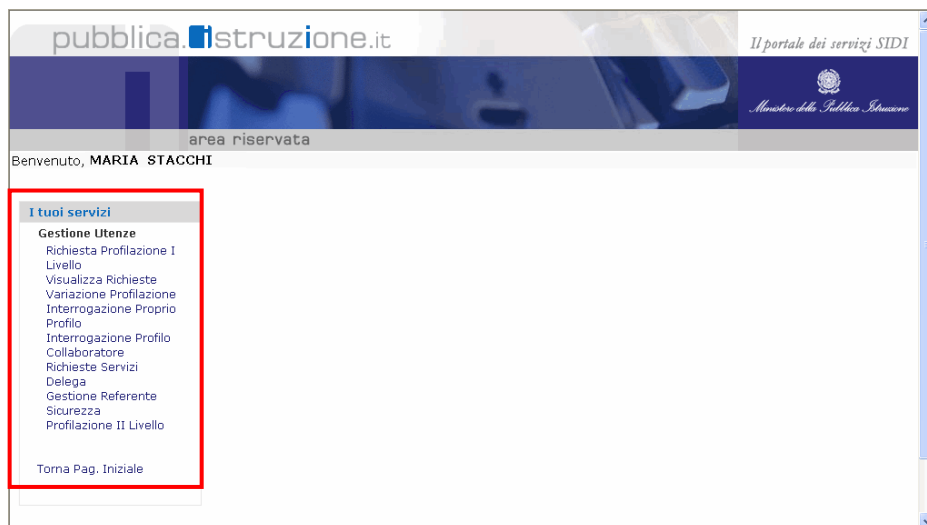 pubblica.istruzione.it
Il portale dei servizi SIDI
Ministero della Pubblica Istruzione
area riservata
Benvenuto, MARIA STACCHI
I tuoi servizi
Gestione Utenze
Richiesta Profilazione I
Livello
Visualizza Richieste
Variazione Profilazione
Interrogazione Proprio
Profilo
Interrogazione Profilo
Collaboratore
Richieste Servizi
Delega
Gestione Referente
Sicurezza
Profilazione II Livello
Torna Pag. Iniziale